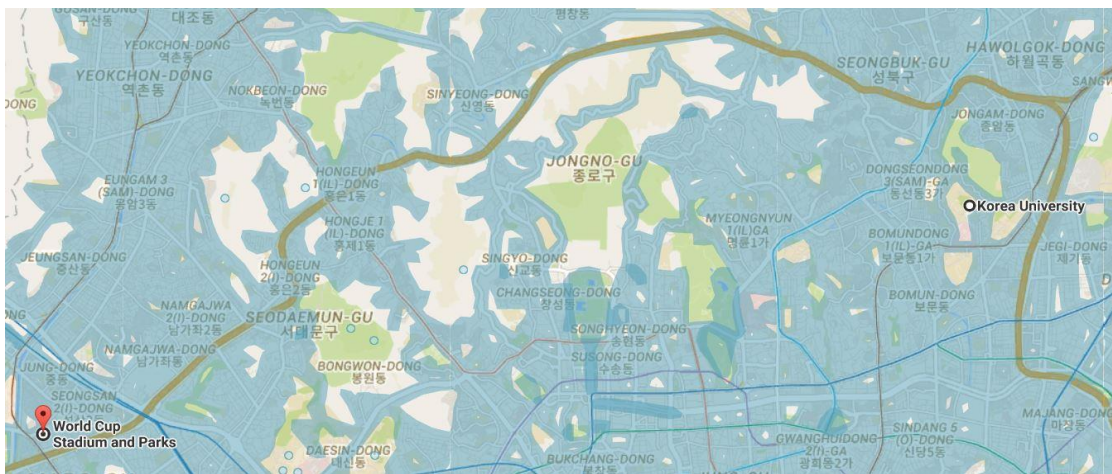 GUSAN-DONG
구산동
대조동
평창동
YEOKCHON-DONG
역촌동
YEOKCHON-DONG
역촌동
NOKBEON-DONG
녹번동
SINYEONG-DONG
신영동
SEONGBUK-GU
성북구
HAWOLGOK-DONG
하월곡동
JONGAM-DONG
종암동
JONGNO-GU
종로구
HONGEUN
1(IL)-DONG
홍은1동
EUNGAM 3
(SAM)-DONG
응암3동
DONGSEONDONG
3(SAM)-GA
동선동3가
Korea University
HONGJE 1
(IL)-DONG
홍제1동
MYEONGNYUN
1(IL)GA
명륜1가
BOMUNDONG
1(IL)-GA
보문동1가
JEGI-DONG
제기동
JEUNGSAN-DONG
증산동
HONGEUN
2(I)-DONG
홍은2동
SINGYO-DONG
신교동
CHANGSEONG-DONG
창성동
BOMUN-DONG
보문동
NAMGAJWA
2(I)-DONG
남가좌2동
SEODAEMUN-GU
서대문구
SONGHYEON-DONG
송현동
NAMGAJWA-DONG
남가좌동
SUSONG-DONG
수송동
JUNG-DONG
중동
BONGWON-DONG
봉원동
SEONGSAN
2(I)-DONG
World Cup
Stadium and Parks
DAESIN-DONG
대신동
BUKCHANG-DONG
북창동
GWANGHUIDONG
2(I)-GA
광희동2가
SINDANG 5
(O)-DONG
신당5동
MAJANG-DONG
마장동